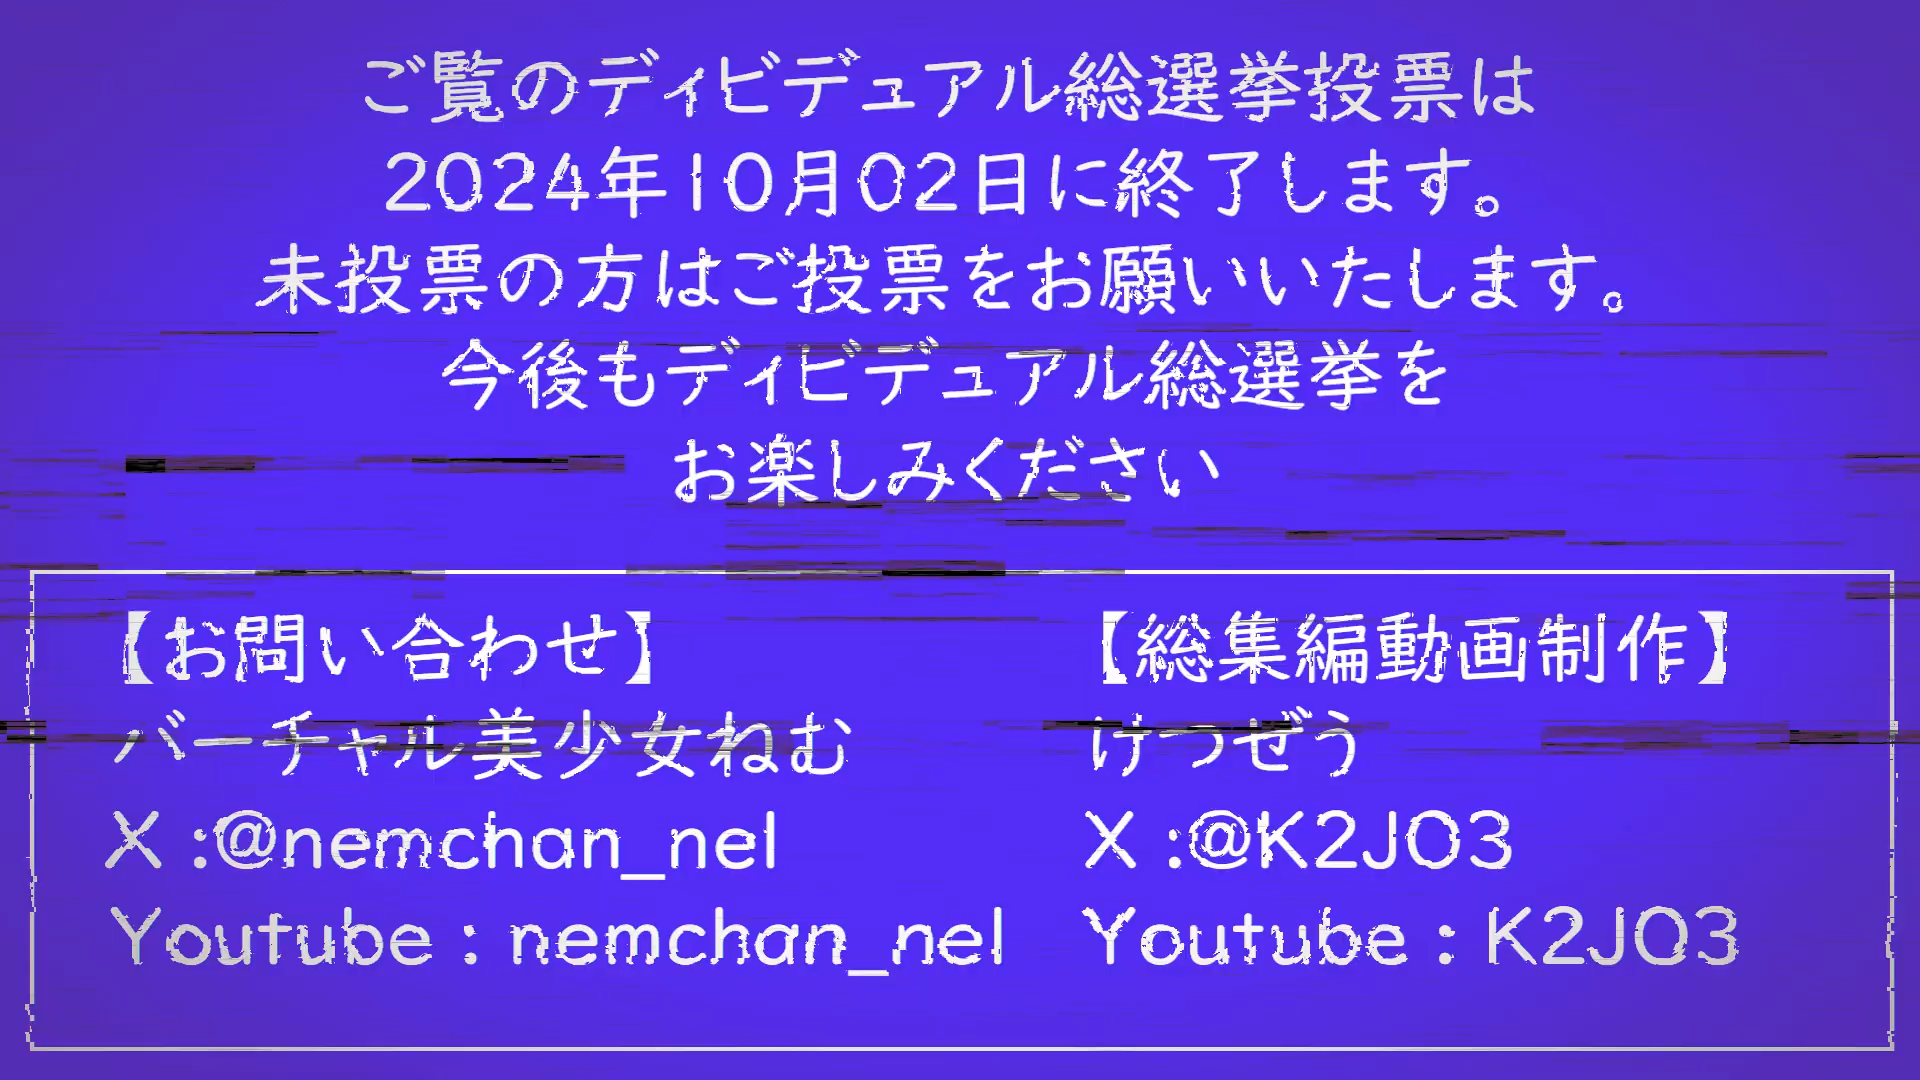 ご覧のディビデュアル総選挙投票は
2024年10月02日に終了します。
未投票の方はご投票をお願いいたします。
今後もディビデュアル総選挙を
お楽しみください
【お問い合わせ】
バーチャル美少女ねむ
X :@nemchan_nel
Youtube : nemchan_nel
【総集編動画制作】
けつぜう
X :@K2JO3
Youtube : K2JO3